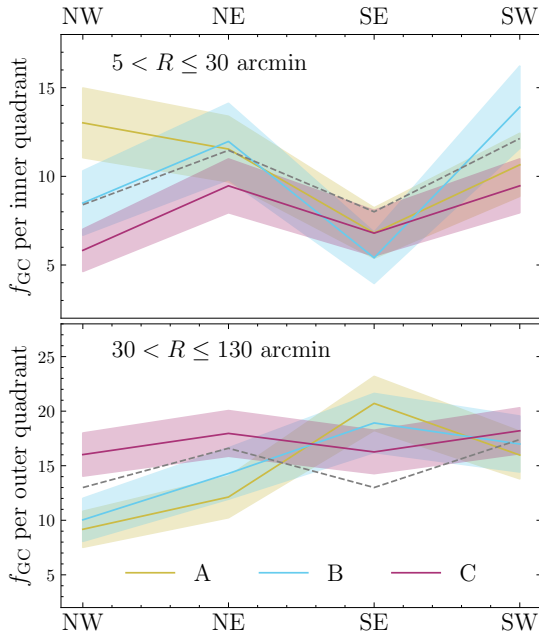 NW NE SE SW
5 < R ≤ 30 arcmin
15
10
5
f_GC per inner quadrant
30 < R ≤ 130 arcmin
25
20
15
10
5
f_GC per outer quadrant
A B C
NW NE SE SW